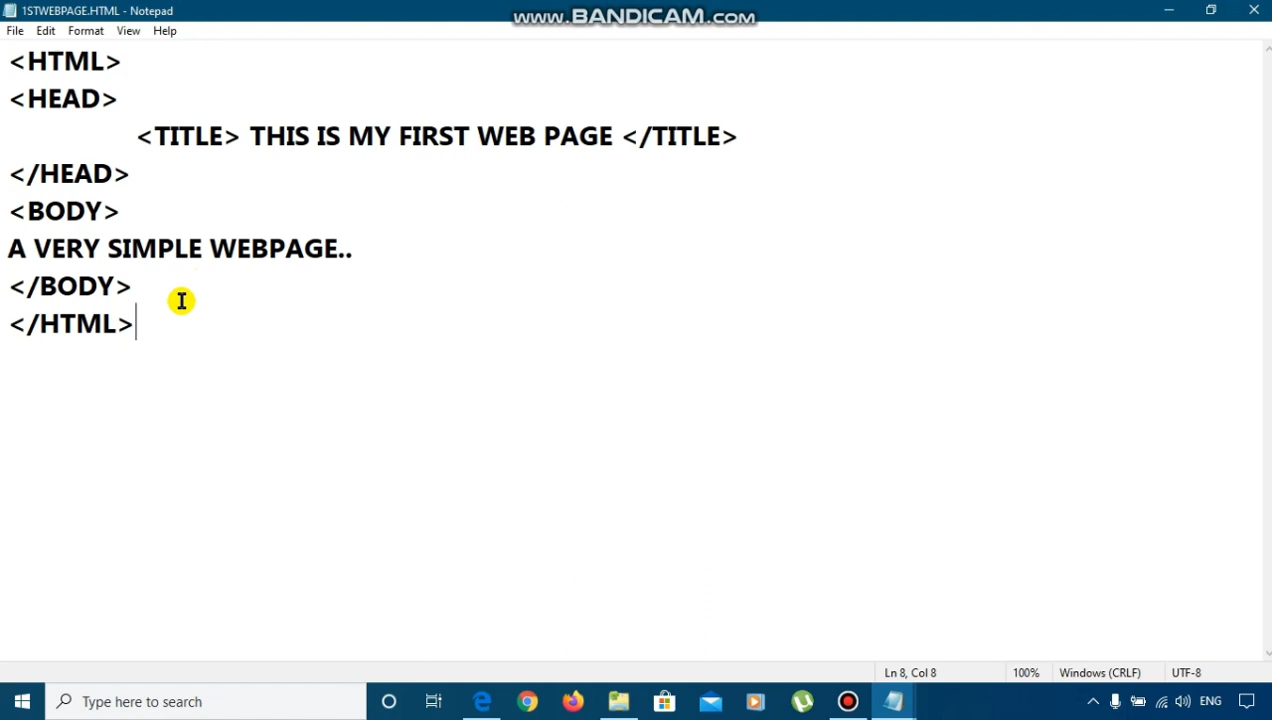 1STWEBPAGE.HTML - Notepad
www.BANDICAM.com
File Edit Format View Help
<HTML>
<HEAD>
<TITLE> THIS IS MY FIRST WEB PAGE </TITLE>
</HEAD>
<BODY>
A VERY SIMPLE WEBPAGE..
</BODY>
</HTML>
Ln 8, Col 8 100% Windows (CRLF) UTF-8
Type here to search ENG